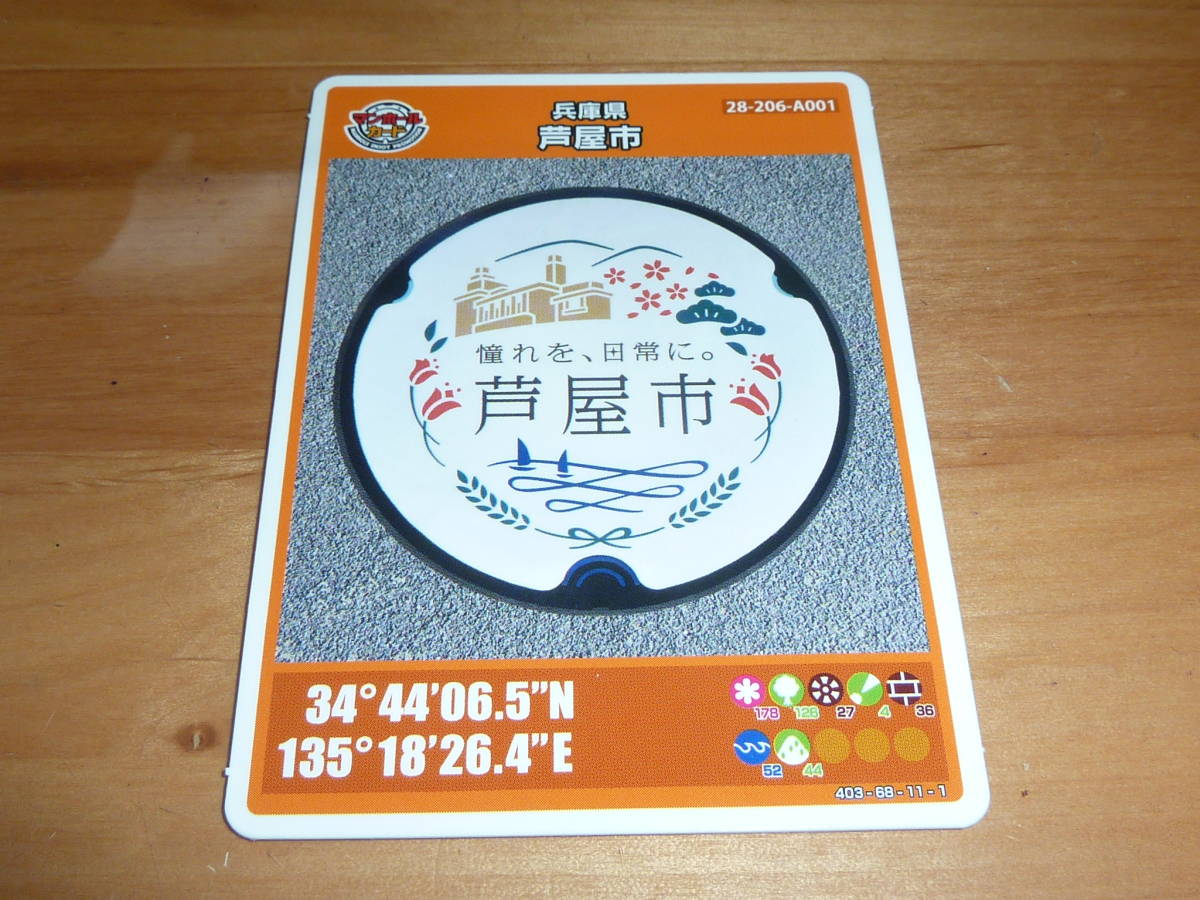 マンホール
カード
兵庫県
芦屋市
28-206-A001
憧れを、日常に。
芦屋市
34°44'06.5"N
135°18'26.4"E
178 126 27 4 36
52 44
403-68-11-1